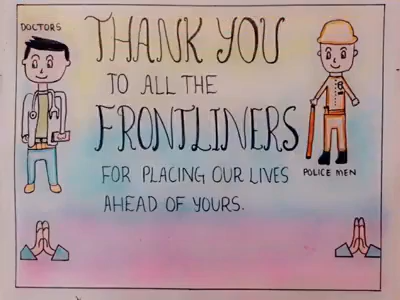 DOCTORS
THANK YOU
TO ALL THE
FRONTLINERS
FOR PLACING OUR LIVES
AHEAD OF YOURS.
POLICE MEN